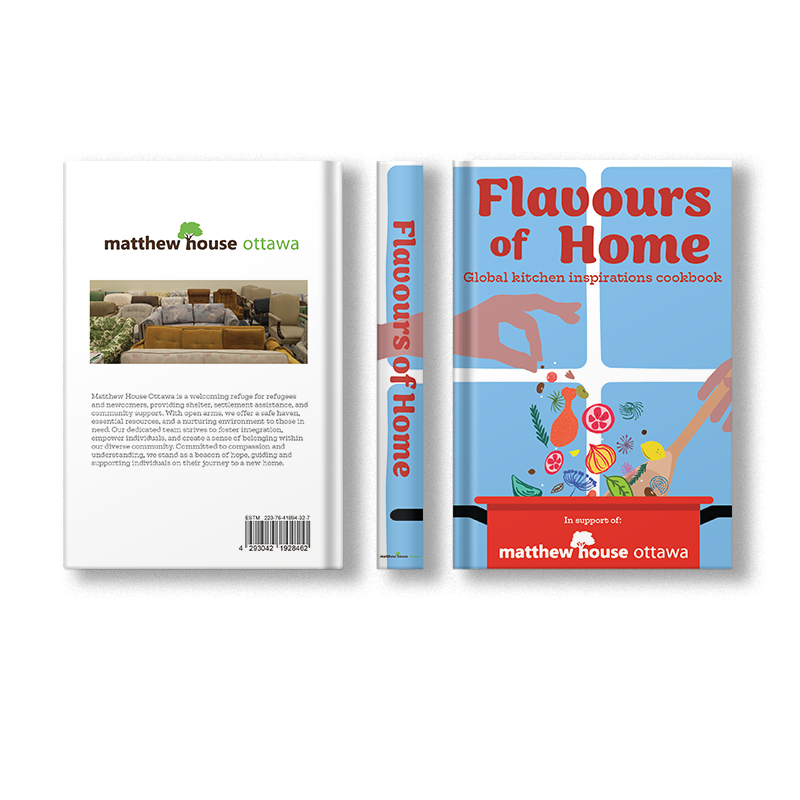 matthew house ottawa
Matthew House Ottawa is a welcoming refuge for refugees
and newcomers, providing shelter, settlement assistance, and
community support. With open arms, we offer a safe haven,
essential resources, and a nurturing environment to those in
need. Our dedicated team strives to foster integration,
empower individuals, and create a sense of belonging within
our diverse community. Committed to compassion and
understanding, we stand as a beacon of hope, guiding and
supporting individuals on their journey to a new home.
ESTM 223-76-41894-32-7
4 293042 1928462
Flavours of Home
matthew house ottawa
Flavours
of Home
Global kitchen inspirations cookbook
In support of:
matthew house ottawa